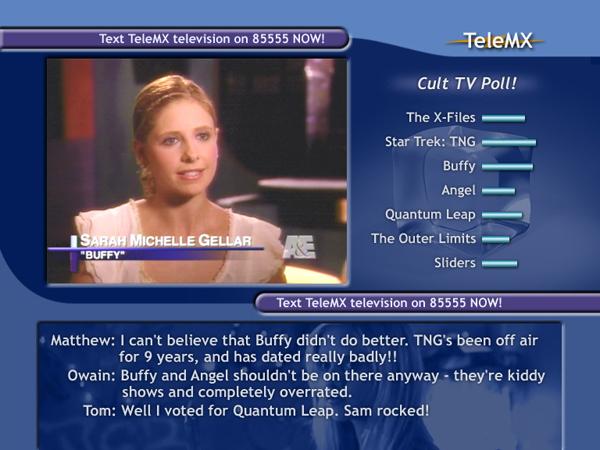 Text TeleMX television on 85555 NOW!
TeleMX
Cult TV Poll!
The X-Files
Star Trek: TNG
Buffy
Angel
Quantum Leap
The Outer Limits
Sliders
SARAH MICHELLE GELLAR
"BUFFY"
A&E
Text TeleMX television on 85555 NOW!
Matthew: I can't believe that Buffy didn't do better. TNG's been off air
for 9 years, and has dated really badly!!
Owain: Buffy and Angel shouldn't be on there anyway - they're kiddy
shows and completely overrated.
Tom: Well I voted for Quantum Leap. Sam rocked!